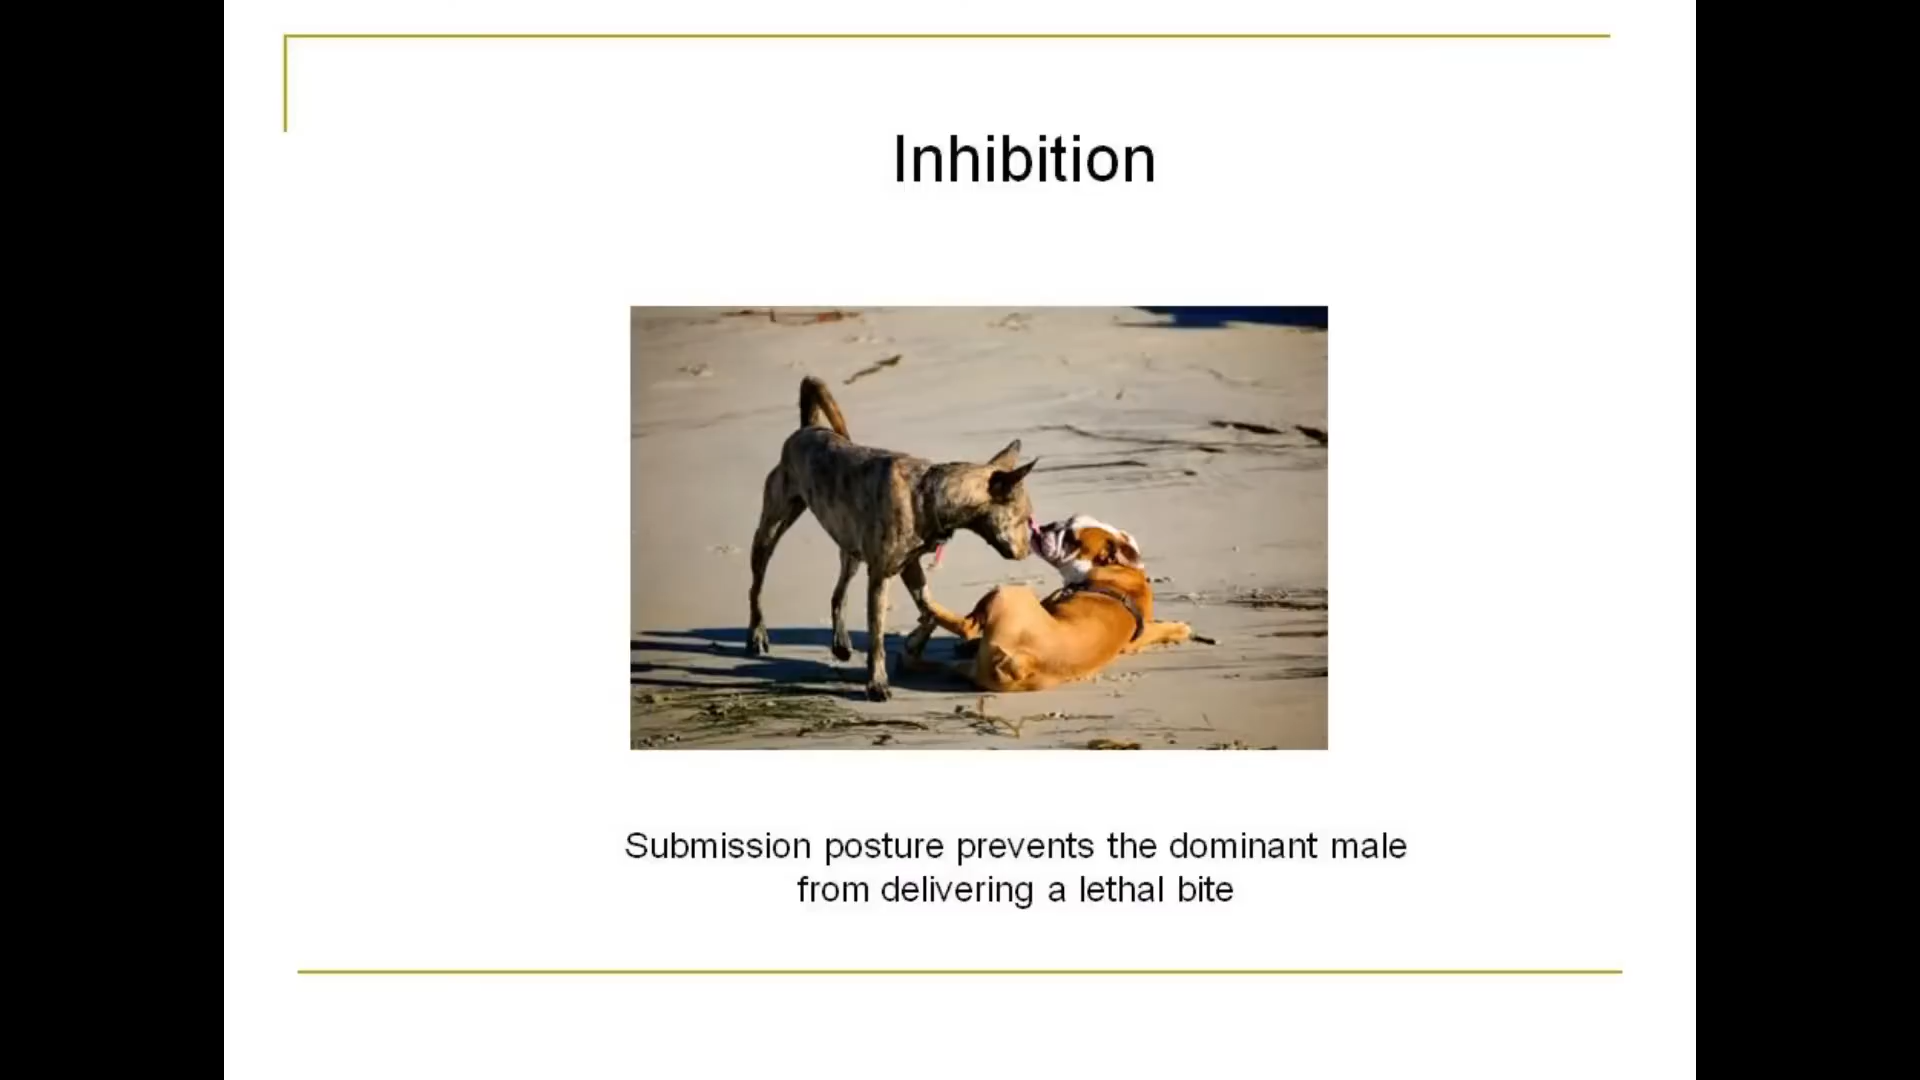 Inhibition
Submission posture prevents the dominant male
from delivering a lethal bite